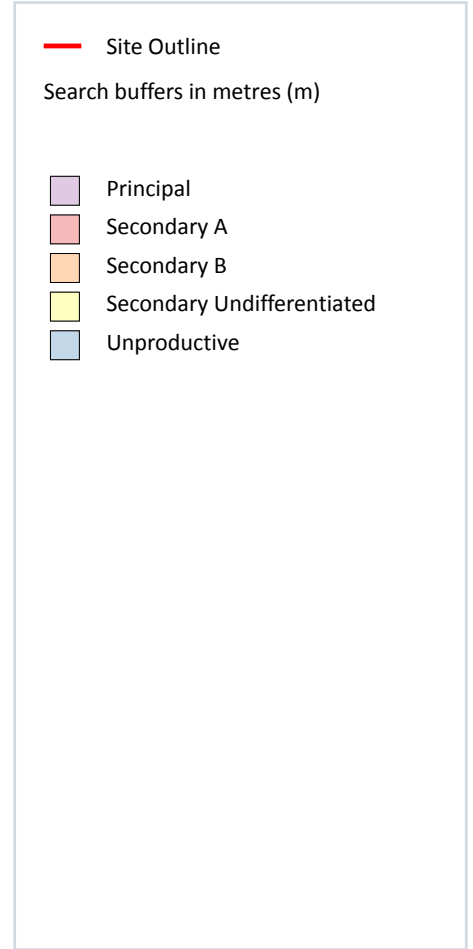 Site Outline
Search buffers in metres (m)
Principal
Secondary A
Secondary B
Secondary Undifferentiated
Unproductive